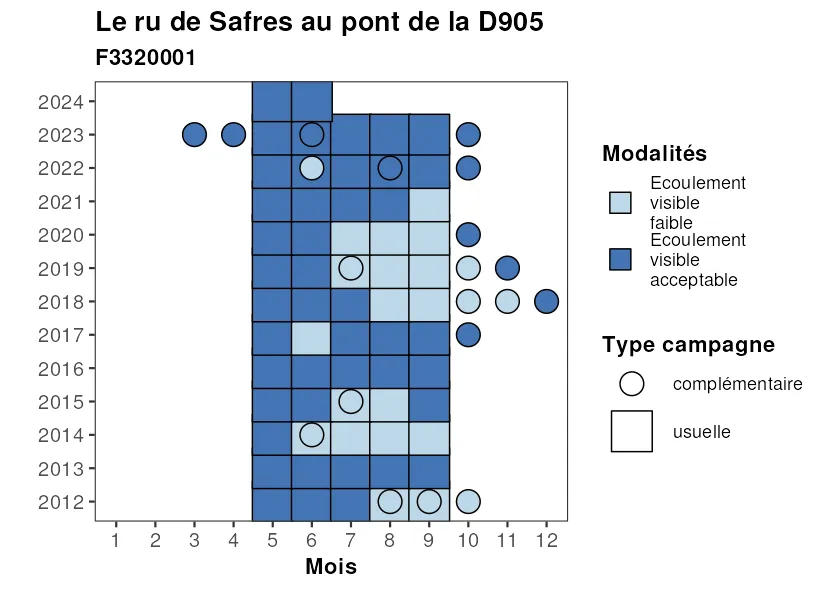 Le ru de Safres au pont de la D905
F3320001
2024
2023
2022
2021
2020
2019
2018
2017
2016
2015
2014
2013
2012
1 2 3 4 5 6 7 8 9 10 11 12
Mois
Modalités
Ecoulement
visible
faible
Ecoulement
visible
acceptable
Type campagne
complémentaire
usuelle